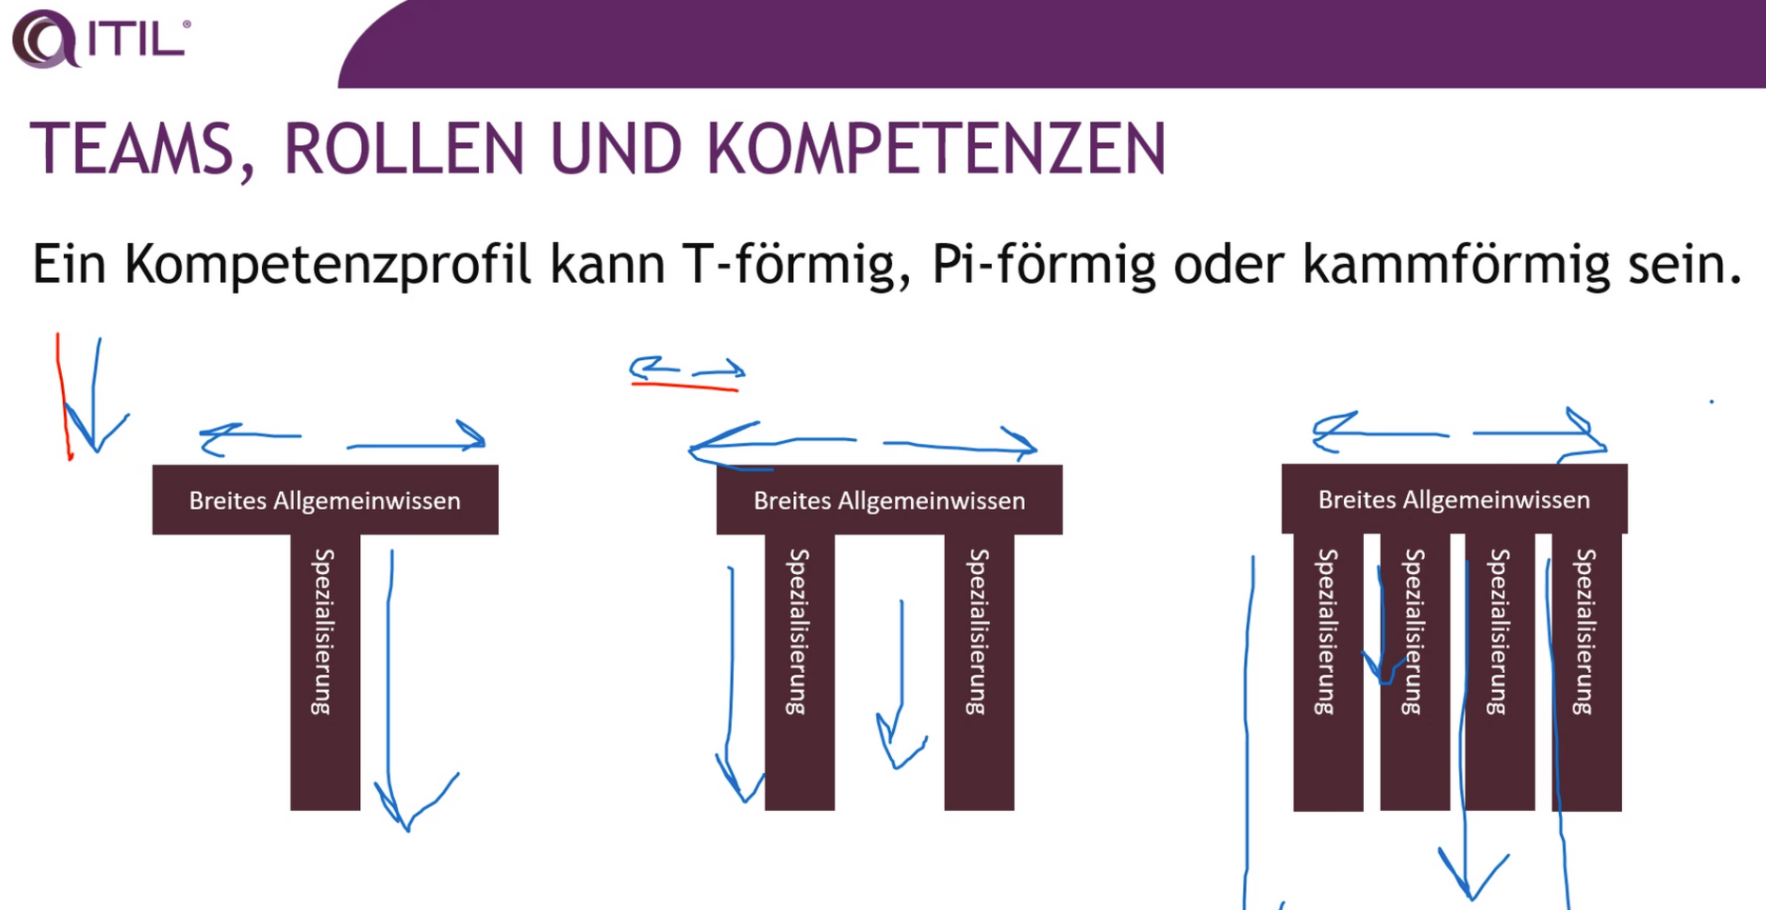 ITIL®
TEAMS, ROLLEN UND KOMPETENZEN
Ein Kompetenzprofil kann T-förmig, Pi-förmig oder kammförmig sein.
Breites Allgemeinwissen
Spezialisierung
Breites Allgemeinwissen
Spezialisierung
Spezialisierung
Breites Allgemeinwissen
Spezialisierung
Spezialisierung
Spezialisierung
Spezialisierung